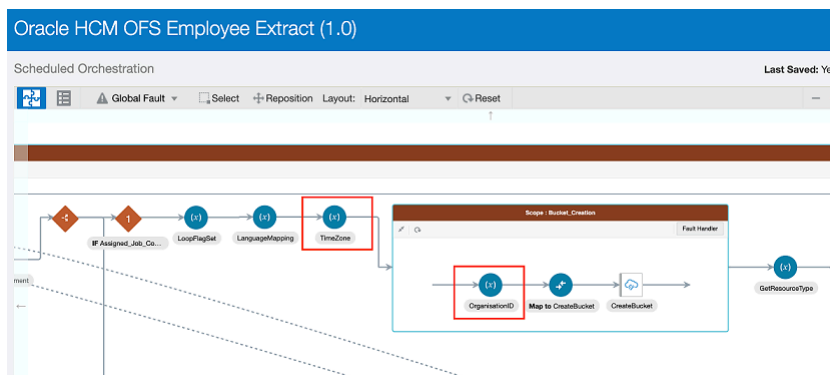 Oracle HCM OFS Employee Extract (1.0)
Scheduled Orchestration
Last Saved: Ye
Global Fault
Select
Reposition
Layout:
Horizontal
Reset
Scope : Bucket_Creation
Fault Handler
1
(x)
(x)
(x)
IF Assigned_Job_Co...
LoopFlagSet
LanguageMapping
TimeZone
ment
(x)
(x)
OrganisationID
Map to CreateBucket
CreateBucket
GetResourceType